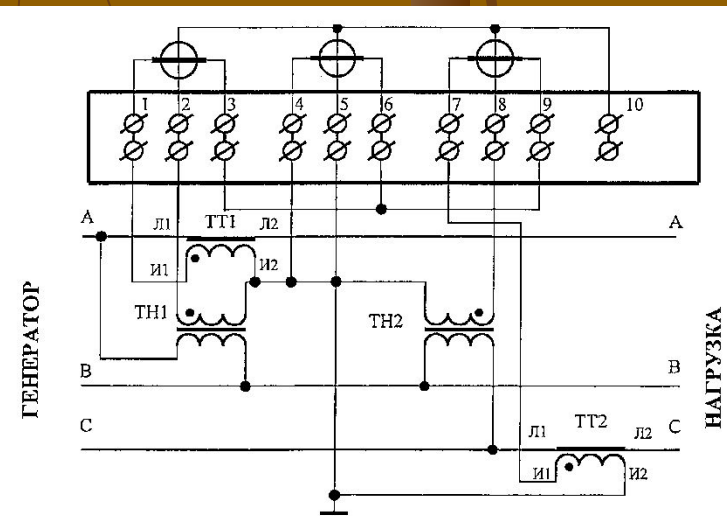 1 2 3 4 5 6 7 8 9 10
А Л1 ТТ1 Л2 А
И1 И2
ТН1 ТН2
ГЕНЕРАТОР
НАГРУЗКА
В В
С Л1 ТТ2 Л2 С
И1 И2